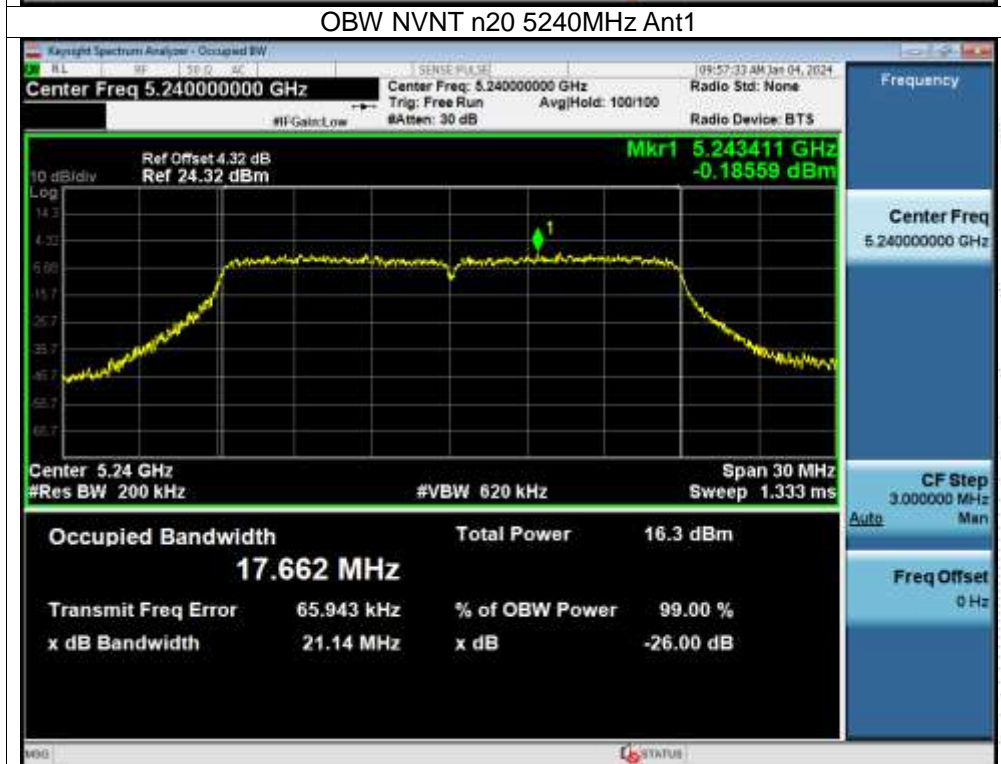 OBW NVNT n20 5240MHz Ant1
Keysight Spectrum Analyzer - Occupied BW
RL RF 50 Ω AC SENSE:PULSE 09:57:33 AM Jan 04, 2024
Center Freq 5.240000000 GHz Center Freq: 5.240000000 GHz Radio Std: None Frequency
Trig: Free Run Avg|Hold: 100/100
#IFGain:Low #Atten: 30 dB Radio Device: BTS
Mkr1 5.243411 GHz
Ref Offset 4.32 dB
10 dB/div Ref 24.32 dBm -0.18559 dBm
Log
14.3
4.32
-5.68
-15.7
-25.7
-35.7
-45.7
-55.7
-65.7
1
Center Freq
5.240000000 GHz
Center 5.24 GHz Span 30 MHz
#Res BW 200 kHz #VBW 620 kHz Sweep 1.333 ms
CF Step
3.000000 MHz
Auto Man
Occupied Bandwidth Total Power 16.3 dBm
17.662 MHz
Freq Offset
0 Hz
Transmit Freq Error 65.943 kHz % of OBW Power 99.00 %
x dB Bandwidth 21.14 MHz x dB -26.00 dB
MSG STATUS